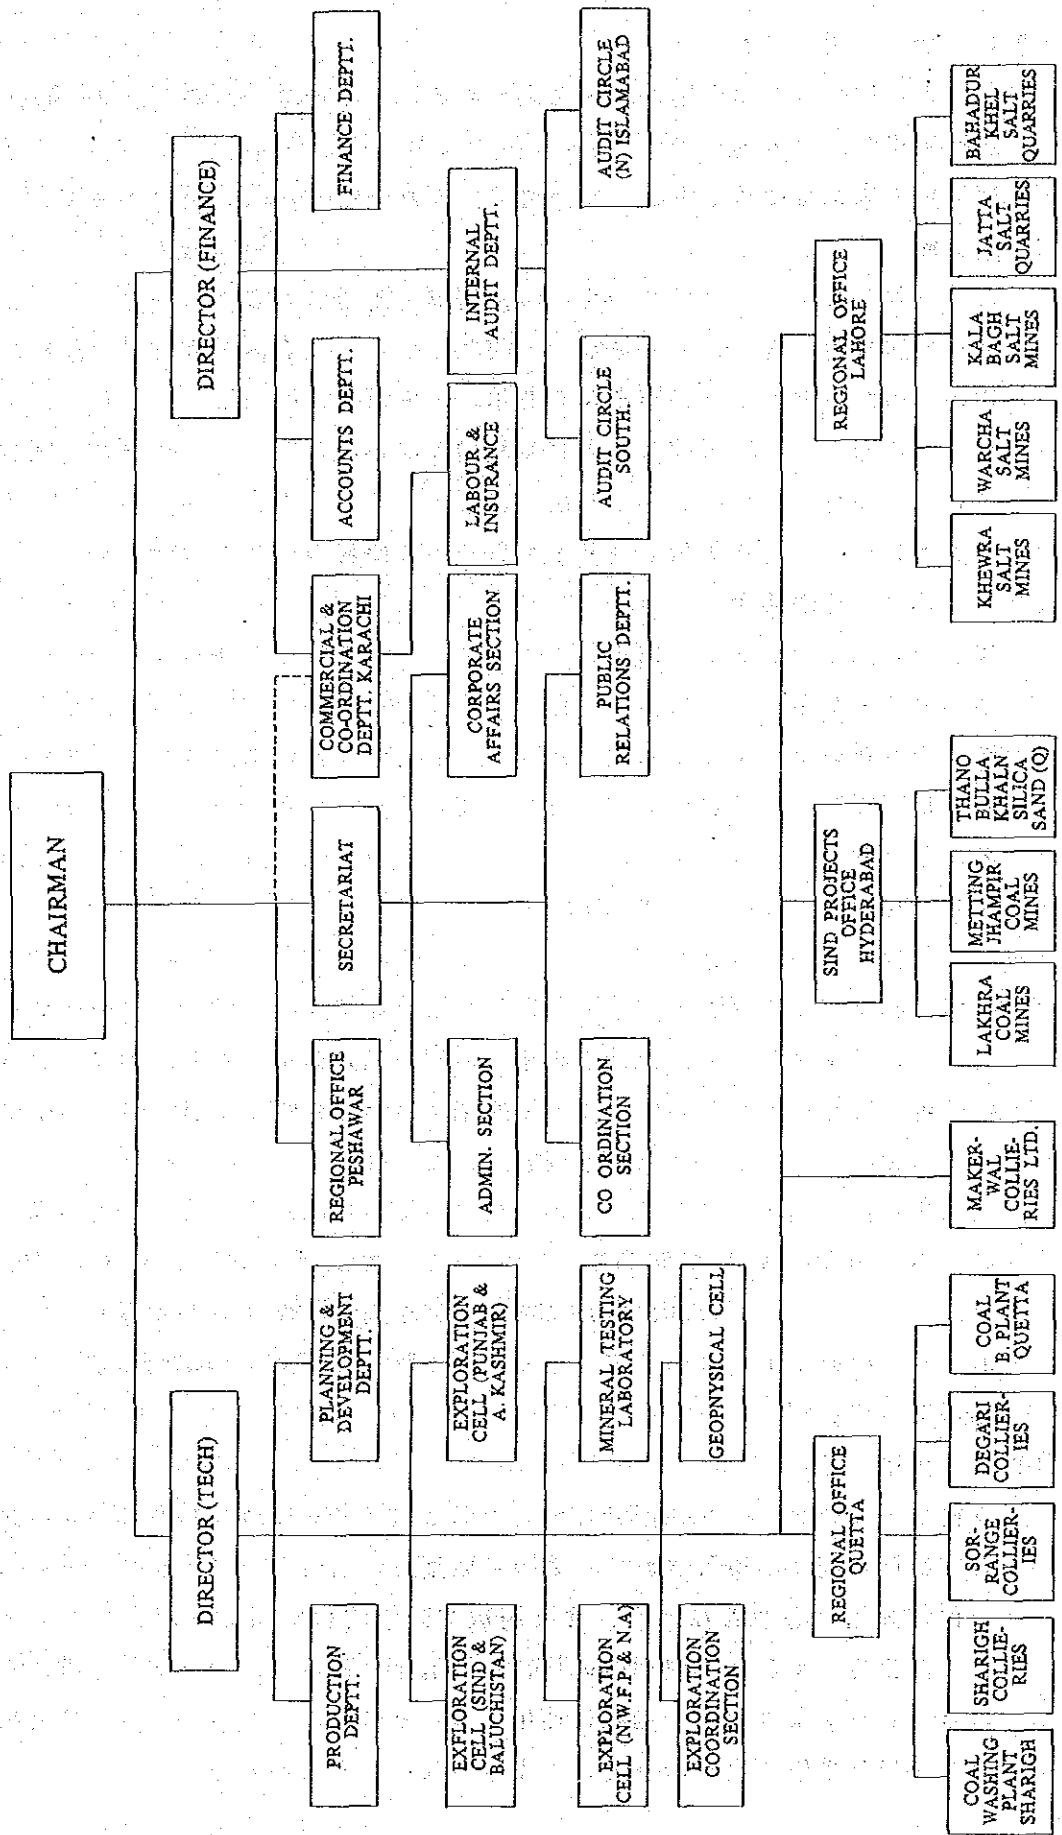 CHAIRMAN
DIRECTOR (TECH)
DIRECTOR (FINANCE)
PRODUCTION
DEPTT.
PLANNING &
DEVELOPMENT
DEPTT.
REGIONAL OFFICE
PESHAWAR
SECRETARIAT
COMMERCIAL &
CO-ORDINATION
DEPTT. KARACHI
ACCOUNTS DEPTT.
FINANCE DEPTT.
EXFLORATION
CELL (SIND &
BALUCHISTAN)
EXPLORATION
CELL (PUNJAB &
A. KASHMIR)
ADMN. SECTION
CORPORATE
AFFAIRS SECTION
LABOUR &
INSURANCE
INTERNAL
AUDIT DEPTT.
EXPLORATION
CELL (N.W.F.P & N.A)
MINERAL TESTING
LABORATORY
CO ORDINATION
SECTION
PUBLIC
RELATIONS DEPTT.
AUDIT CIRCLE
SOUTH.
AUDIT CIRCLE
(N) ISLAMABAD
EXPLORATION
COORDINATION
SECTION
GEOPNYSICAL CELL
REGIONAL OFFICE
QUETTA
SIND PROJECTS
OFFICE
HYDERABAD
REGIONAL OFFICE
LAHORE
COAL
WASHING
PLANT
SHARIGH
SHARIGH
COLLIE-
RIES
SOR-
RANGE
COLLIER-
IES
DEGARI
COLLIER-
IES
COAL
B. PLANT
QUETTA
MAKER-
WAL
COLLIE-
RIES LTD.
LAKHRA
COAL
MINES
METTING
JHAMPIR
COAL
MINES
THANO
BULLA
KHALN
SILICA
SAND (Q)
KHEWRA
SALT
MINES
WARCHA
SALT
MINES
KALA
BAGH
SALT
MINES
JATTA
SALT
QUARRIES
BAHADUR
KHEL
SALT
QUARRIES